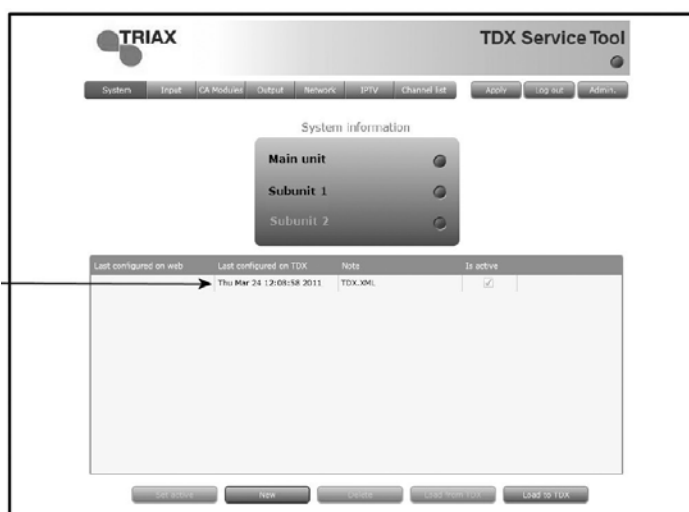 TRIAX
TDX Service Tool
System Input CA Modules Output Network IPTV Channel list Apply Log out Admin.
System information
Main unit
Subunit 1
Subunit 2
Last configured on web Last configured on TDX Note Is active
Thu Mar 24 12:08:58 2011 TDX.XML
Set active New Delete Load from TDX Load to TDX